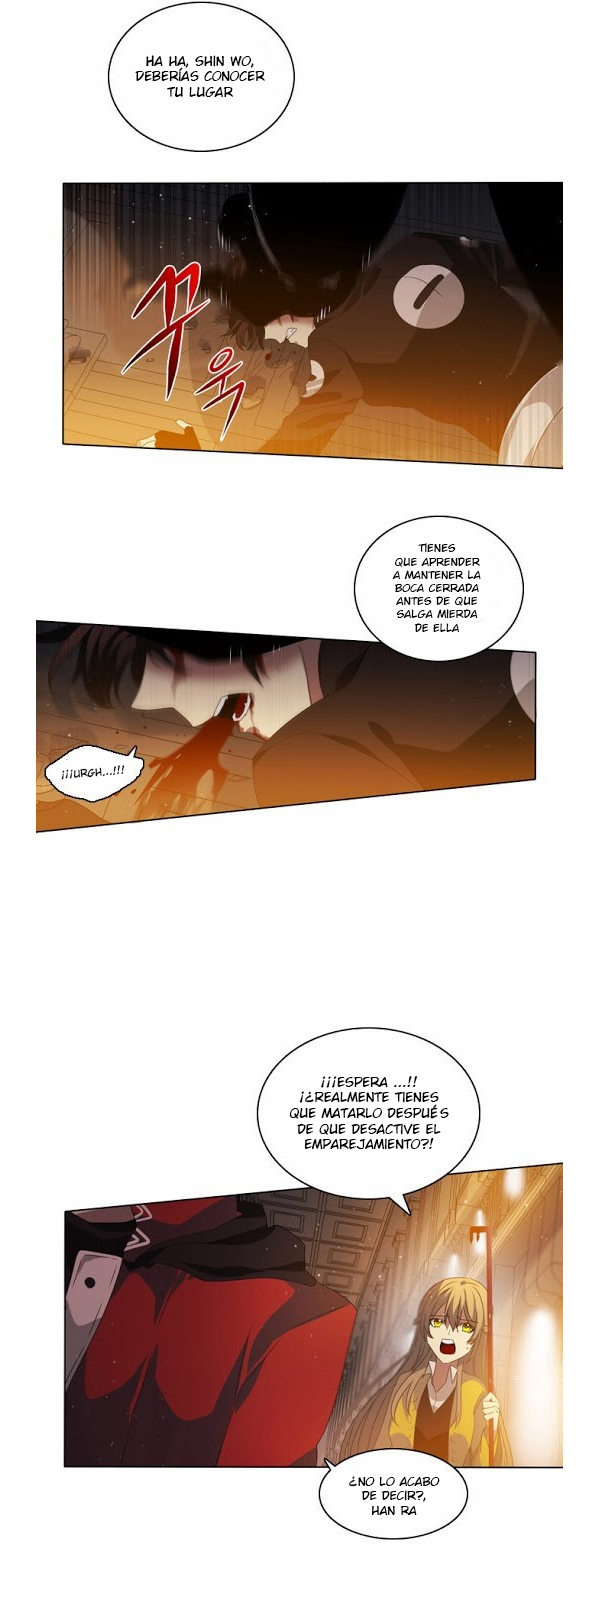 HA HA, SHIN WO,
DEBERÍAS CONOCER
TU LUGAR
꾸
욱
TIENES
QUE APRENDER
A MANTENER LA
BOCA CERRADA
ANTES DE QUE
SALGA MIERDA
DE ELLA
¡¡¡URGH...!!!
¡¡¡ESPERA ...!!
¡¿REALMENTE TIENES
QUE MATARLO DESPUÉS
DE QUE DESACTIVE EL
EMPAREJAMIENTO?!
¿NO LO ACABO
DE DECIR?,
HAN RA